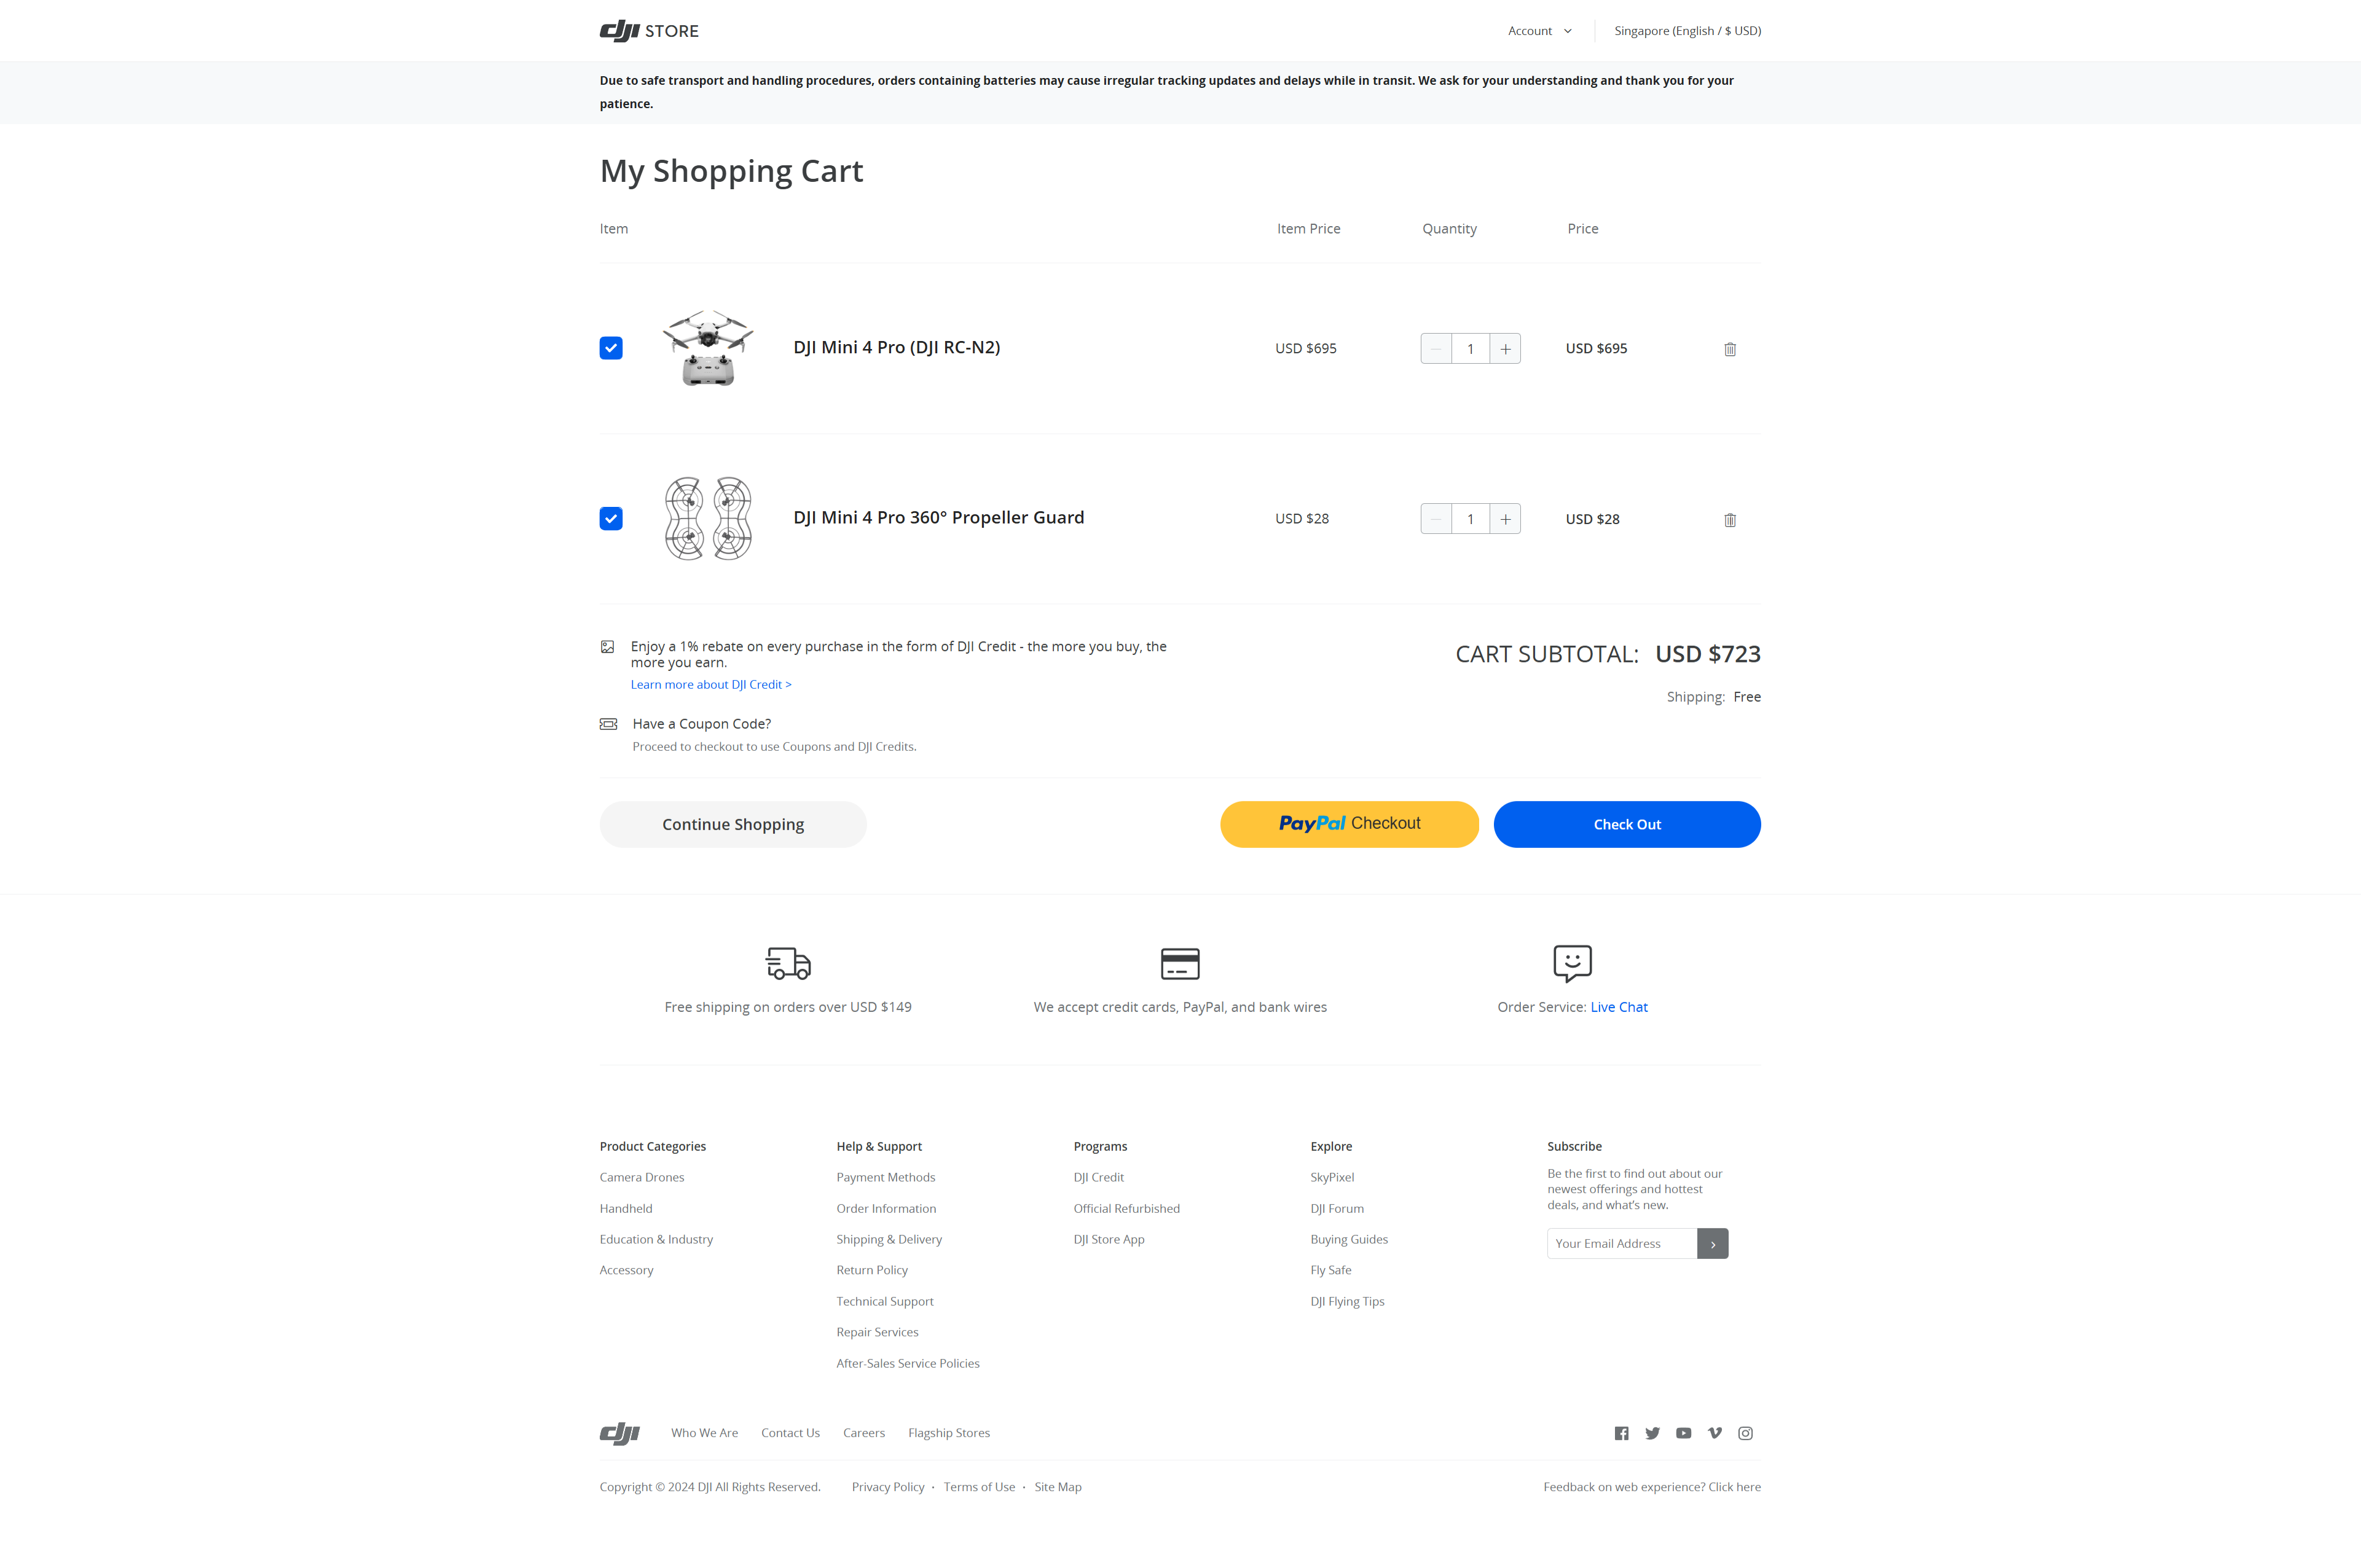 dji STORE
Account
Singapore (English / $ USD)
Due to safe transport and handling procedures, orders containing batteries may cause irregular tracking updates and delays while in transit. We ask for your understanding and thank you for your
patience.
My Shopping Cart
Item
Item Price
Quantity
Price
DJI Mini 4 Pro (DJI RC-N2)
USD $695
1
USD $695
DJI Mini 4 Pro 360° Propeller Guard
USD $28
1
USD $28
Enjoy a 1% rebate on every purchase in the form of DJI Credit - the more you buy, the
more you earn.
Learn more about DJI Credit >
Have a Coupon Code?
Proceed to checkout to use Coupons and DJI Credits.
CART SUBTOTAL: USD $723
Shipping: Free
Continue Shopping
PayPal Checkout
Check Out
Free shipping on orders over USD $149
We accept credit cards, PayPal, and bank wires
Order Service: Live Chat
Product Categories
Camera Drones
Handheld
Education & Industry
Accessory
Help & Support
Payment Methods
Order Information
Shipping & Delivery
Return Policy
Technical Support
Repair Services
After-Sales Service Policies
Programs
DJI Credit
Official Refurbished
DJI Store App
Explore
SkyPixel
DJI Forum
Buying Guides
Fly Safe
DJI Flying Tips
Subscribe
Be the first to find out about our
newest offerings and hottest
deals, and what's new.
Your Email Address
dji
Who We Are
Contact Us
Careers
Flagship Stores
Copyright © 2024 DJI All Rights Reserved.
Privacy Policy · Terms of Use · Site Map
Feedback on web experience? Click here